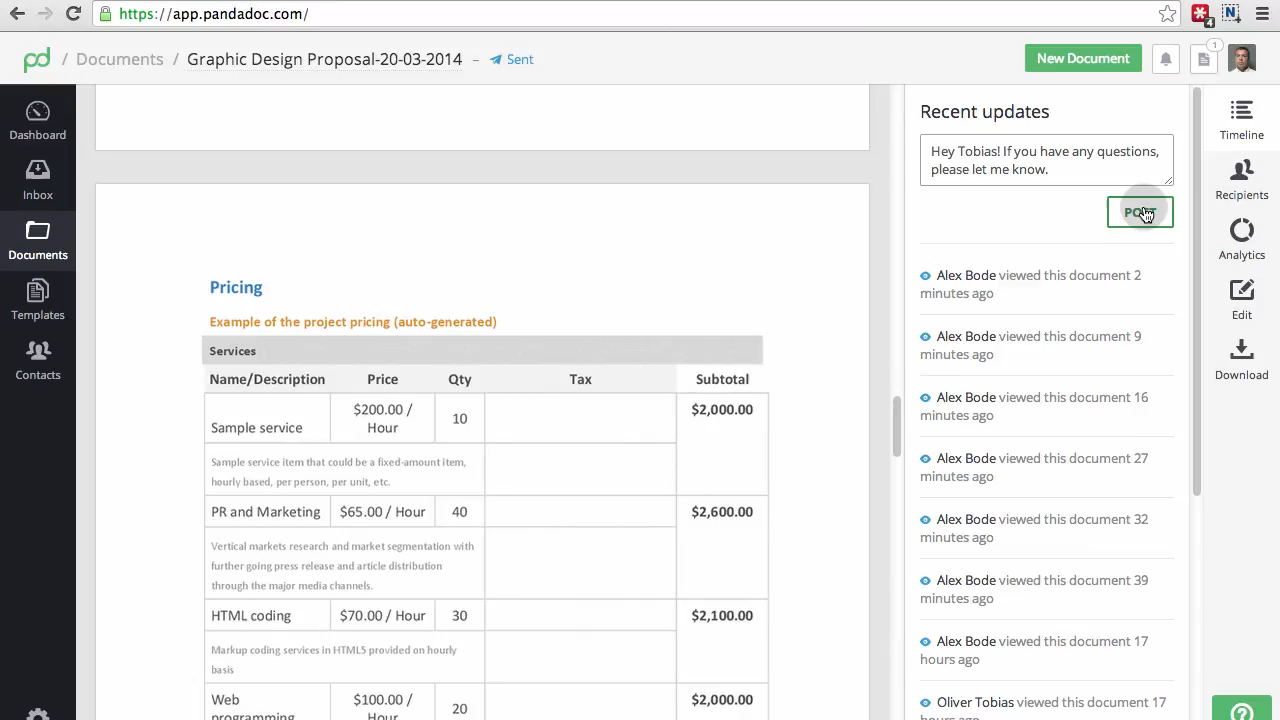 https://app.pandadoc.com/
4
N
pd / Documents / Graphic Design Proposal-20-03-2014 – Sent
New Document
1
Dashboard
Inbox
Documents
Templates
Contacts
Pricing
Example of the project pricing (auto-generated)
Services
Name/Description Price Qty Tax Subtotal
Sample service $200.00 / Hour 10 $2,000.00
Sample service item that could be a fixed-amount item,
hourly based, per person, per unit, etc.
PR and Marketing $65.00 / Hour 40 $2,600.00
Vertical markets research and market segmentation with
further going press release and article distribution
through the major media channels.
HTML coding $70.00 / Hour 30 $2,100.00
Markup coding services in HTML5 provided on hourly
basis
Web programming $100.00 / Hour 20 $2,000.00
Recent updates
Hey Tobias! If you have any questions,
please let me know.
POST
Alex Bode viewed this document 2
minutes ago
Alex Bode viewed this document 9
minutes ago
Alex Bode viewed this document 16
minutes ago
Alex Bode viewed this document 27
minutes ago
Alex Bode viewed this document 32
minutes ago
Alex Bode viewed this document 39
minutes ago
Alex Bode viewed this document 17
hours ago
Oliver Tobias viewed this document 17
hours ago
Timeline
Recipients
Analytics
Edit
Download
?